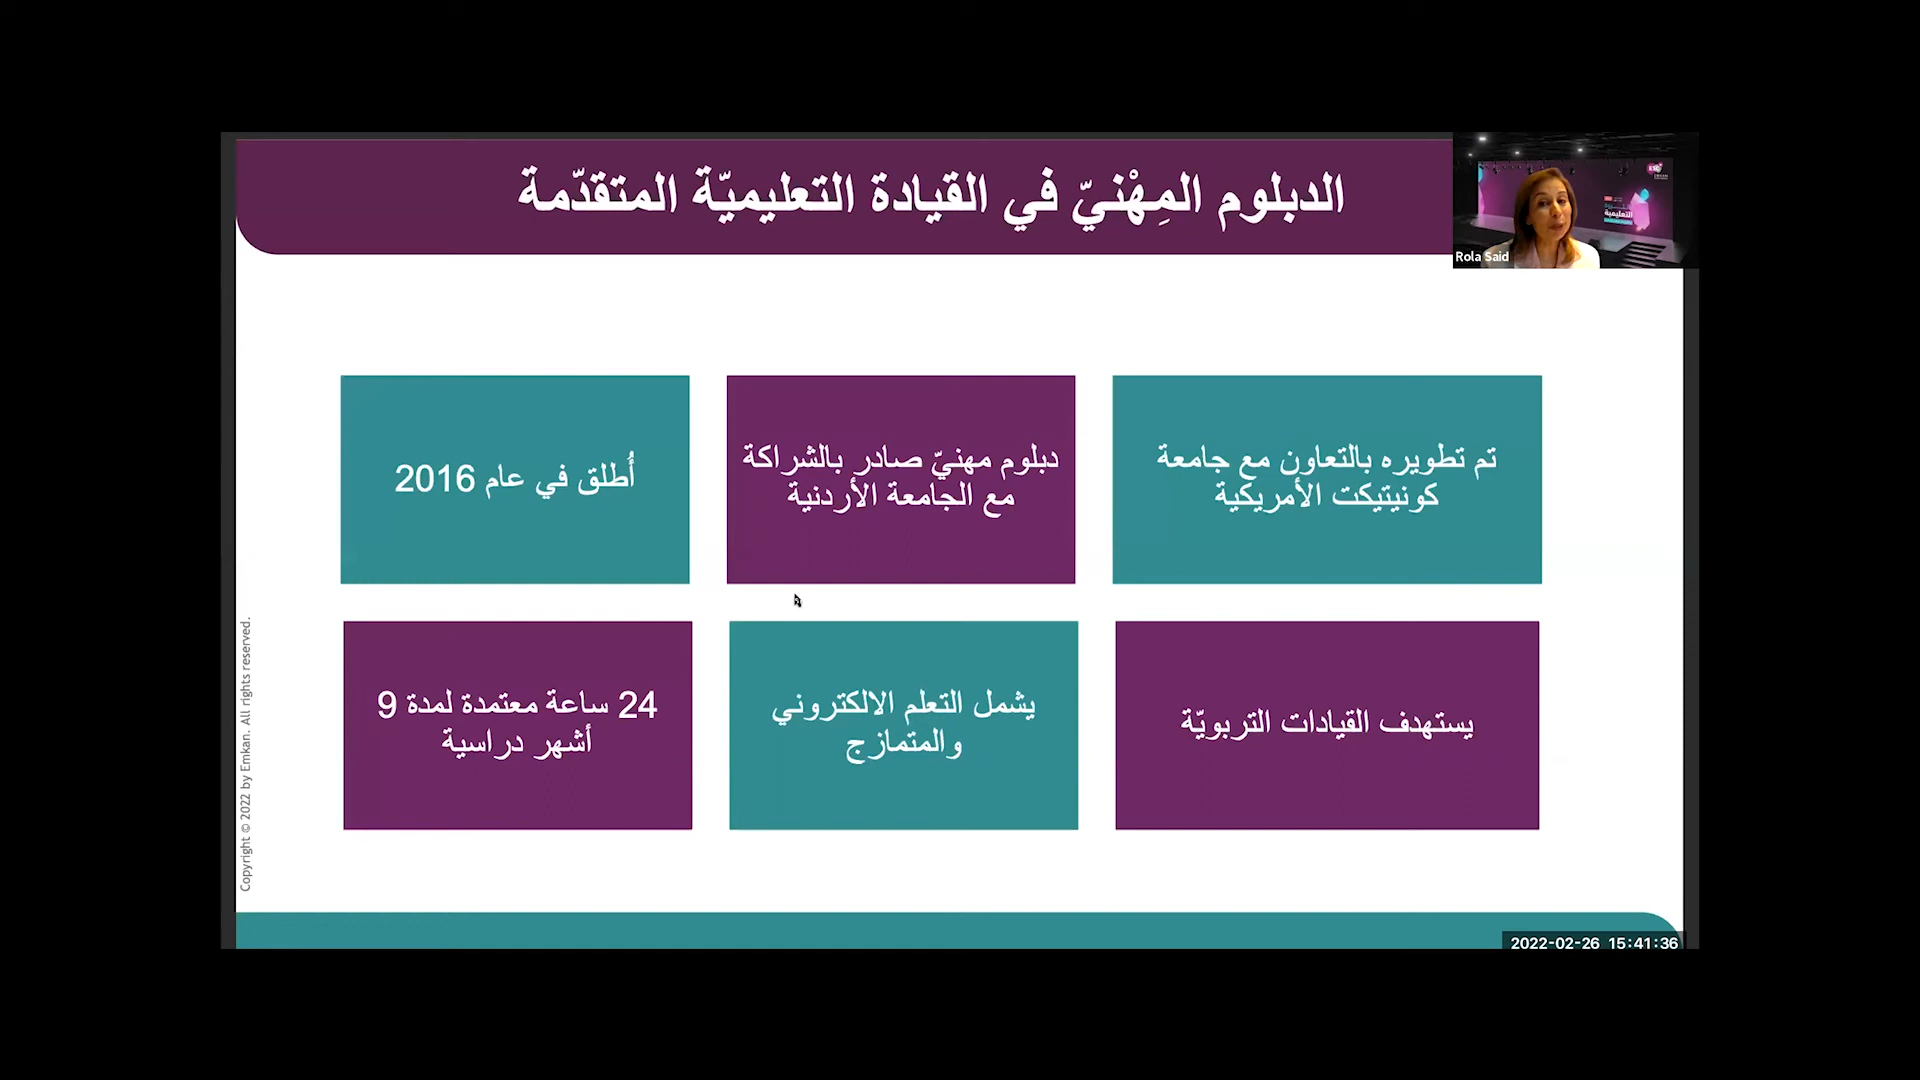 الدبلوم المِهْنيّ في القيادة التعليميّة المتقدّمة
Rola Said
التعليمية
تم تطويره بالتعاون مع جامعة
كونيتيكت الأمريكية
دبلوم مهنيّ صادر بالشراكة
مع الجامعة الأردنية
أُطلق في عام 2016
يستهدف القيادات التربويّة
يشمل التعلم الالكتروني
والمتمازج
24 ساعة معتمدة لمدة 9
أشهر دراسية
Copyright © 2022 by Emkan. All rights reserved.
2022-02-26 15:41:36